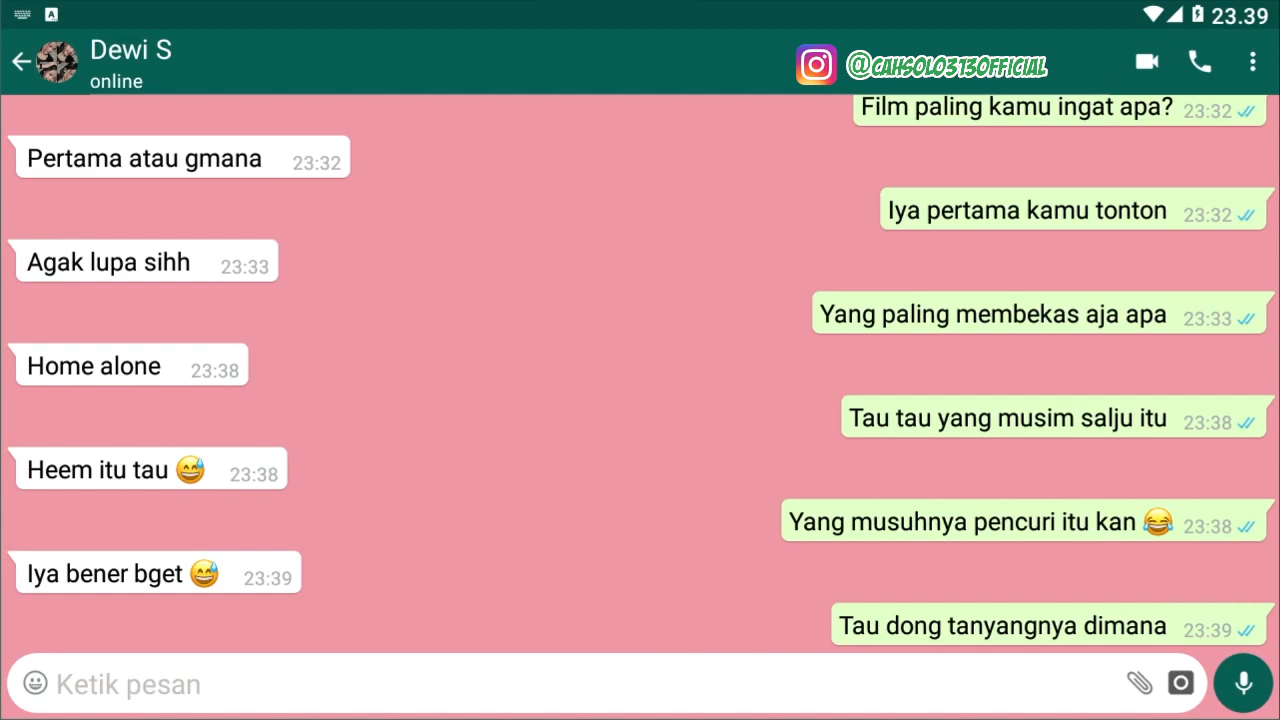 23.39
Dewi S
online
@CAHSOLO313OFFICIAL
Film paling kamu ingat apa? 23:32
Pertama atau gmana 23:32
Iya pertama kamu tonton 23:32
Agak lupa sihh 23:33
Yang paling membekas aja apa 23:33
Home alone 23:38
Tau tau yang musim salju itu 23:38
Heem itu tau 😅 23:38
Yang musuhnya pencuri itu kan 😂 23:38
Iya bener bget 😅 23:39
Tau dong tanyangnya dimana 23:39
Ketik pesan